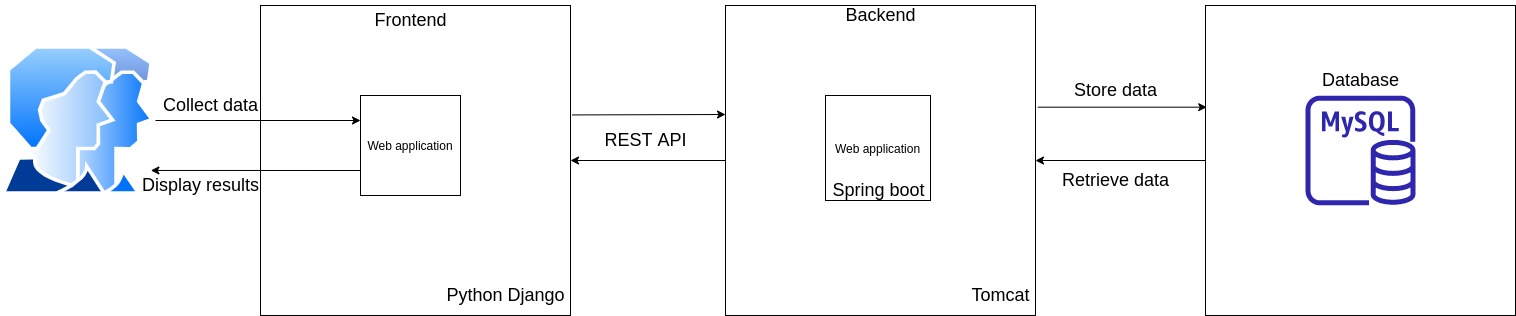 Frontend
Collect data
Web application
Display results
Python Django
REST API
Backend
Web application
Spring boot
Tomcat
Store data
Retrieve data
Database
MySQL